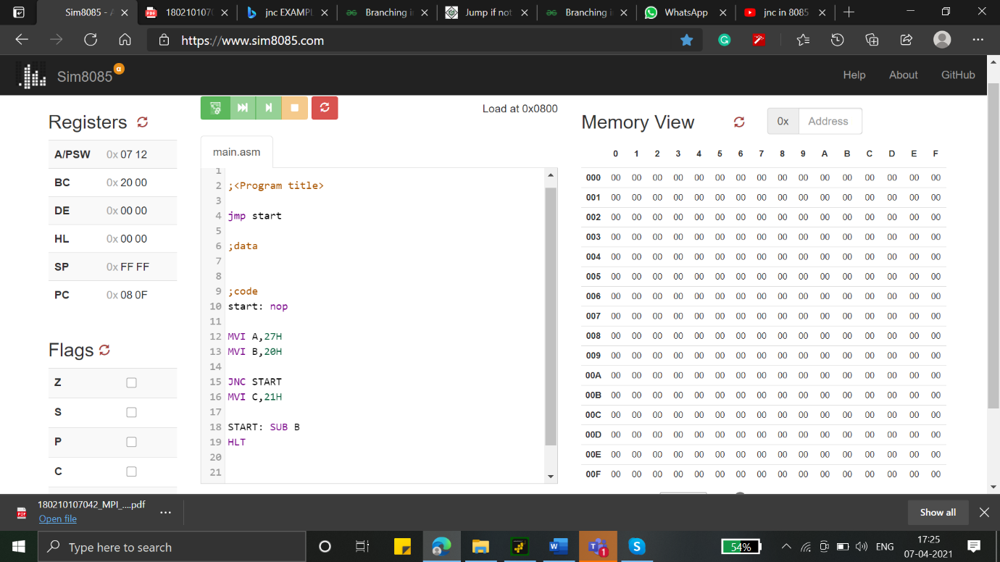 Sim8085 - A
1802101070
jnc EXAMPL
Branching in
Jump if not
Branching in
WhatsApp
jnc in 8085
https://www.sim8085.com
Sim8085 α
Help About GitHub
Registers
A/PSW 0x 07 12
BC 0x 20 00
DE 0x 00 00
HL 0x 00 00
SP 0x FF FF
PC 0x 08 0F
Flags
Z
S
P
C
Load at 0x0800
main.asm
1
2 ;<Program title>
3
4 jmp start
5
6 ;data
7
8
9 ;code
10 start: nop
11
12 MVI A,27H
13 MVI B,20H
14
15 JNC START
16 MVI C,21H
17
18 START: SUB B
19 HLT
20
21
Memory View
0x Address
0 1 2 3 4 5 6 7 8 9 A B C D E F
000 00 00 00 00 00 00 00 00 00 00 00 00 00 00 00 00
001 00 00 00 00 00 00 00 00 00 00 00 00 00 00 00 00
002 00 00 00 00 00 00 00 00 00 00 00 00 00 00 00 00
003 00 00 00 00 00 00 00 00 00 00 00 00 00 00 00 00
004 00 00 00 00 00 00 00 00 00 00 00 00 00 00 00 00
005 00 00 00 00 00 00 00 00 00 00 00 00 00 00 00 00
006 00 00 00 00 00 00 00 00 00 00 00 00 00 00 00 00
007 00 00 00 00 00 00 00 00 00 00 00 00 00 00 00 00
008 00 00 00 00 00 00 00 00 00 00 00 00 00 00 00 00
009 00 00 00 00 00 00 00 00 00 00 00 00 00 00 00 00
00A 00 00 00 00 00 00 00 00 00 00 00 00 00 00 00 00
00B 00 00 00 00 00 00 00 00 00 00 00 00 00 00 00 00
00C 00 00 00 00 00 00 00 00 00 00 00 00 00 00 00 00
00D 00 00 00 00 00 00 00 00 00 00 00 00 00 00 00 00
00E 00 00 00 00 00 00 00 00 00 00 00 00 00 00 00 00
00F 00 00 00 00 00 00 00 00 00 00 00 00 00 00 00 00
180210107042_MPI_....pdf
Open file
Show all
Type here to search
54%
ENG
17:25
07-04-2021